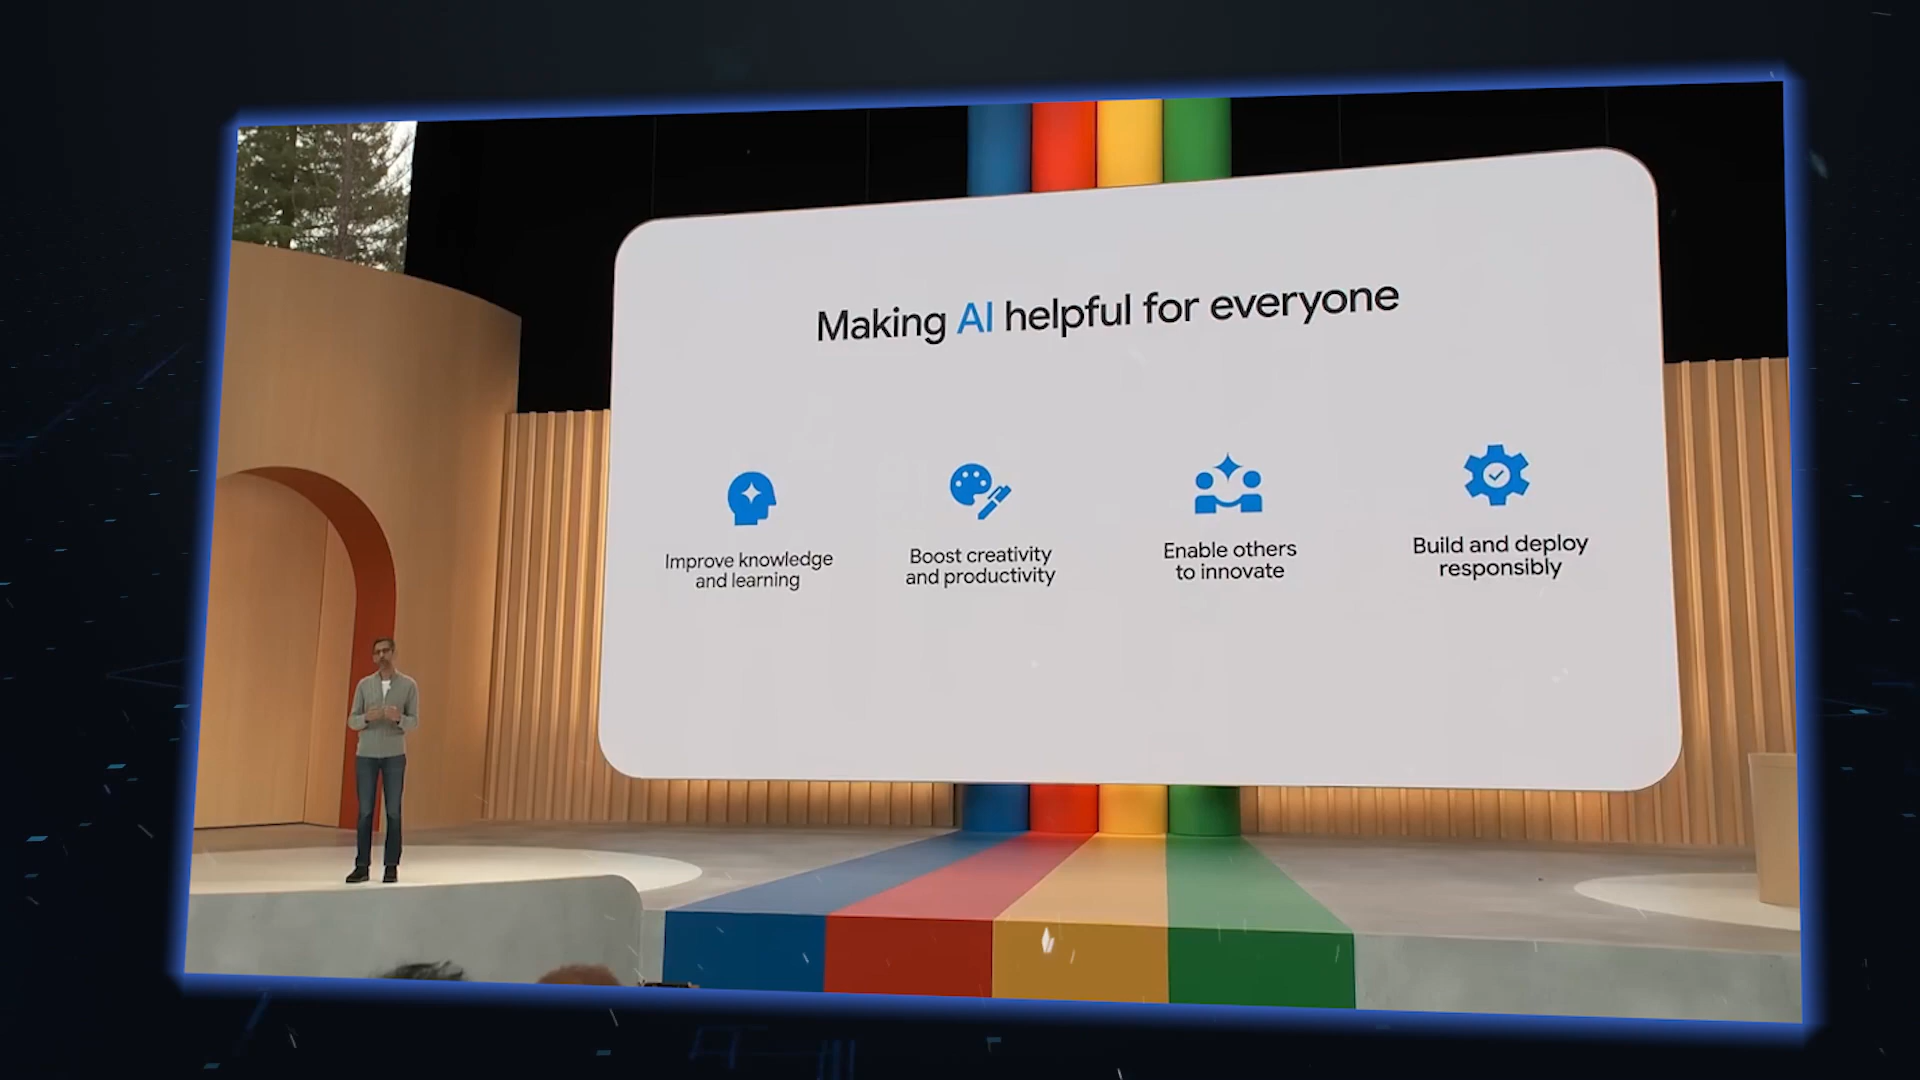 Making AI helpful for everyone
Improve knowledge
and learning
Boost creativity
and productivity
Enable others
to innovate
Build and deploy
responsibly